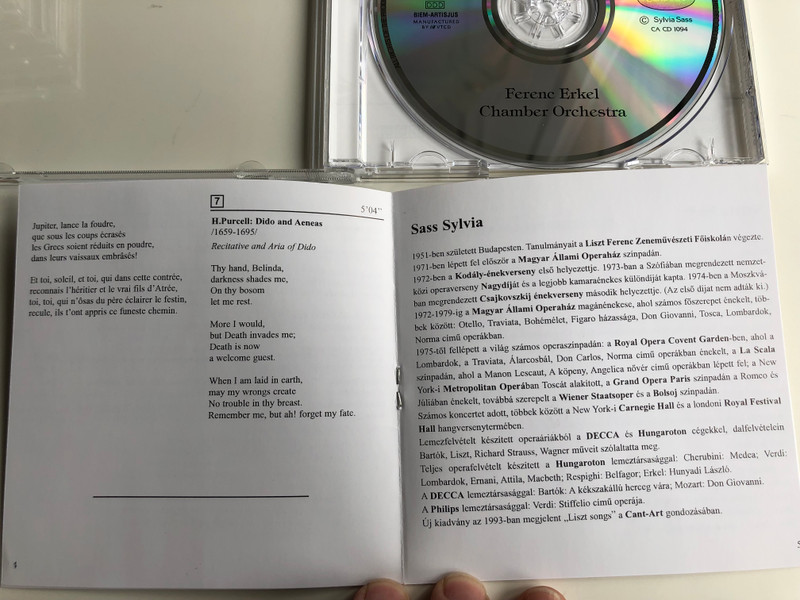 BIEM-ARTISJUS
MANUFACTURED
© Sylvia Sass
CA CD 1094
Ferenc Erkel
Chamber Orchestra
Jupiter, lance la foudre,
que sous les coups écrasés
les Grecs soient réduits en poudre,
dans leurs vaissaux embrâsés!
Et toi, soleil, et toi, qui dans cette contrée,
reconnais l'héritier et le vrai fils d'Atrée,
toi, toi, qui n'ôsas du père éclairer le festin,
recule, ils t'ont appris ce funeste chemin.
4
7
5'04"
H.Purcell: Dido and Aeneas
/1659-1695/
Recitative and Aria of Dido
Thy hand, Belinda,
darkness shades me,
On thy bosom
let me rest.
More I would,
but Death invades me;
Death is now
a welcome guest.
When I am laid in earth,
may my wrongs create
No trouble in thy breast.
Remember me, but ah! forget my fate.
Sass Sylvia
1951-ben született Budapesten. Tanulmányait a Liszt Ferenc Zeneművészeti Főiskolán végezte.
1971-ben lépett fel először a Magyar Állami Operaház színpadán.
1972-ben a Kodály-énekverseny első helyezettje. 1973-ban a Szófiában megrendezett nemzet-
közi operaverseny Nagydíját és a legjobb kamaraénekes különdíját kapta. 1974-ben a Moszkvá-
ban megrendezett Csajkovszkij énekverseny második helyezettje. (Az első díjat nem adták ki.)
1972-1979-ig a Magyar Állami Operaház magánénekese, ahol számos főszerepet énekelt, töb-
bek között: Otello, Traviata, Bohémélet, Figaro házassága, Don Giovanni, Tosca, Lombardok,
Norma című operákban.
1975-től fellépett a világ számos operaszínpadán: a Royal Opera Covent Garden-ben, ahol a
Lombardok, a Traviata, Álarcosbál, Don Carlos, Norma című operákban énekelt, a La Scala
színpadán, ahol a Manon Lescaut, A köpeny, Angelica nővér című operákban lépett fel; a New
York-i Metropolitan Operában Toscát alakított, a Grand Opera Paris színpadán a Romeo és
Júliában énekelt, továbbá szerepelt a Wiener Staatsoper és a Bolsoj színpadán.
Számos koncertet adott, többek között a New York-i Carnegie Hall és a londoni Royal Festival
Hall hangversenytermében.
Lemezfelvételt készített operaáriákból a DECCA és Hungaroton cégekkel, dalfelvételein
Bartók, Liszt, Richard Strauss, Wagner műveit szólaltatta meg.
Teljes operafelvételt készített a Hungaroton lemeztársasággal: Cherubini: Medea; Verdi:
Lombardok, Ernani, Attila, Macbeth; Respighi: Belfagor; Erkel: Hunyadi László.
A DECCA lemeztársasággal: Bartók: A kékszakállú herceg vára; Mozart: Don Giovanni.
A Philips lemeztársasággal: Verdi: Stiffelio című operája.
Új kiadvány az 1993-ban megjelent „Liszt songs" a Cant-Art gondozásában.